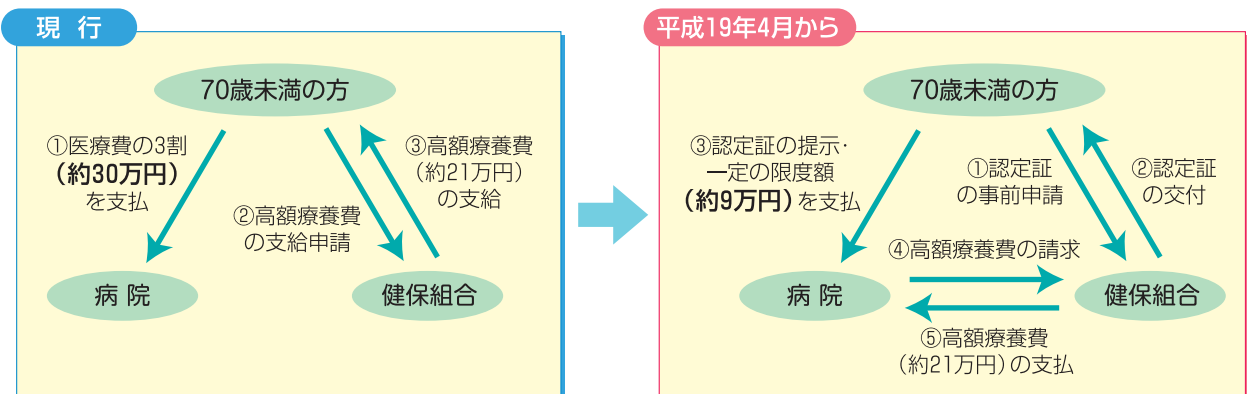 現 行
70歳未満の方
①医療費の3割
（約30万円）
を支払
③高額療養費
（約21万円）
の支給
②高額療養費
の支給申請
病 院
健保組合
平成19年4月から
70歳未満の方
③認定証の提示・
一定の限度額
（約9万円）を支払
①認定証
の事前申請
②認定証
の交付
④高額療養費の請求
病 院
健保組合
⑤高額療養費
（約21万円）の支払